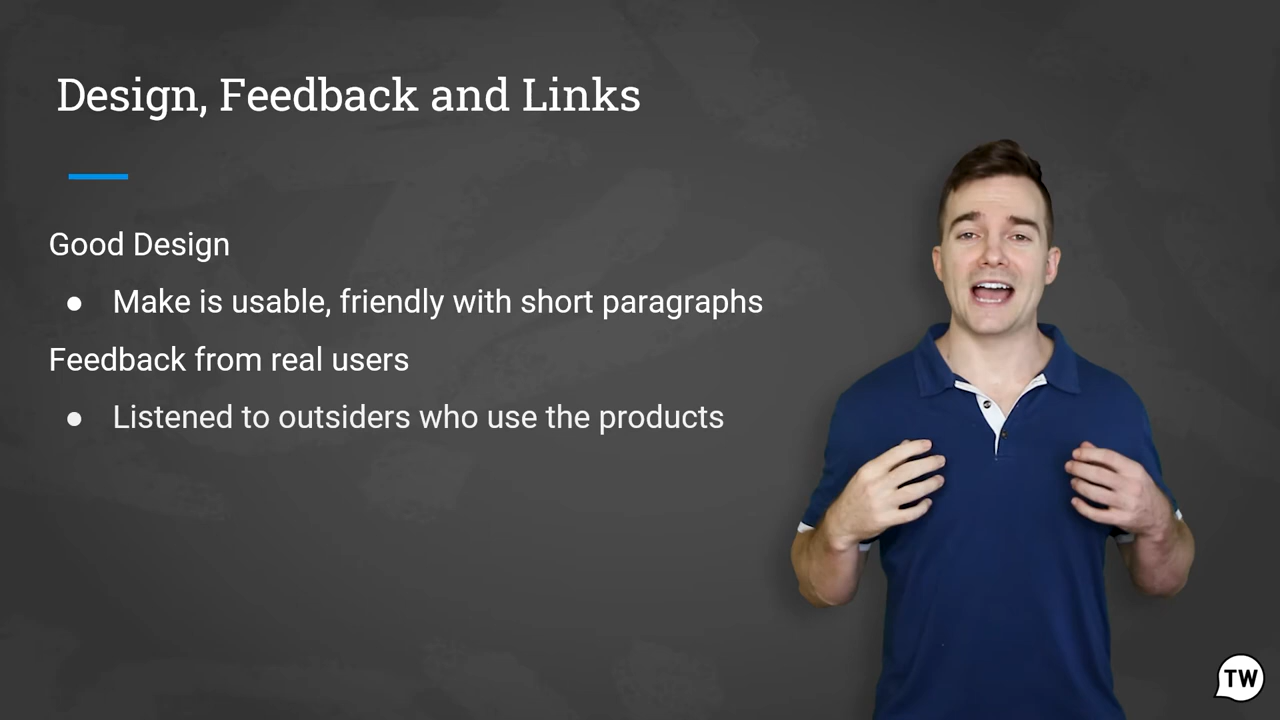 Design, Feedback and Links
Good Design
● Make is usable, friendly with short paragraphs
Feedback from real users
● Listened to outsiders who use the products
TW